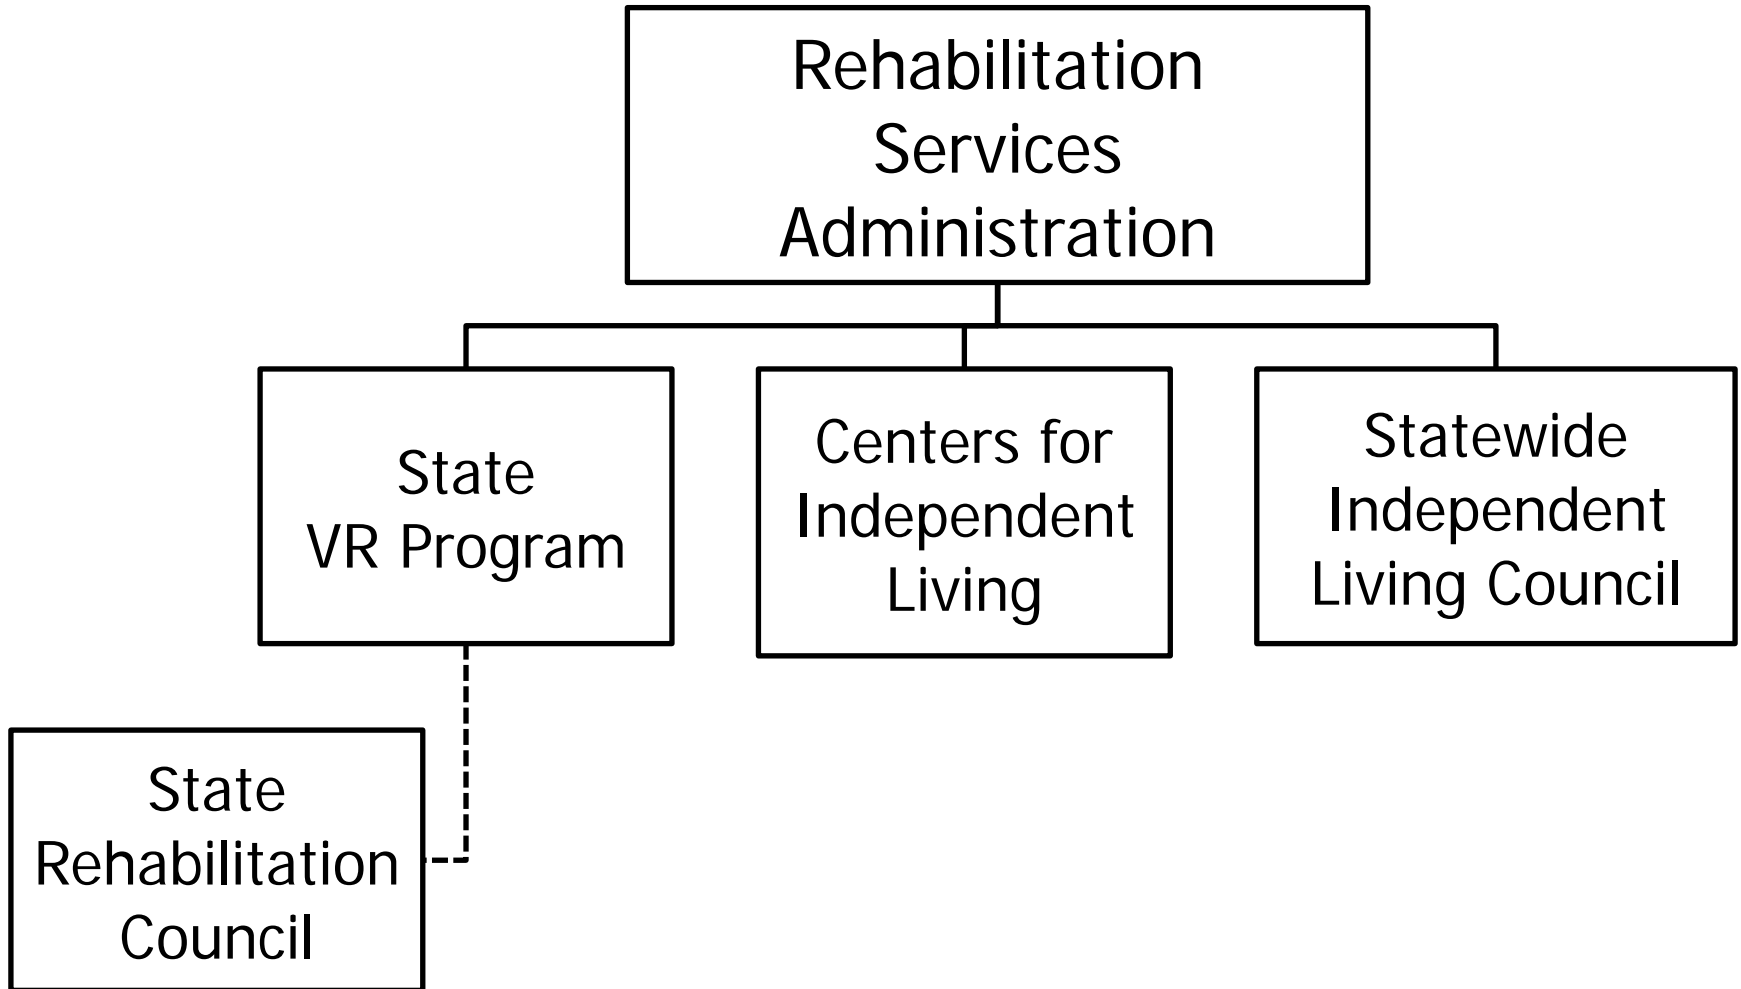 Rehabilitation
Services
Administration
State
VR Program
Centers for
Independent
Living
Statewide
Independent
Living Council
State
Rehabilitation
Council